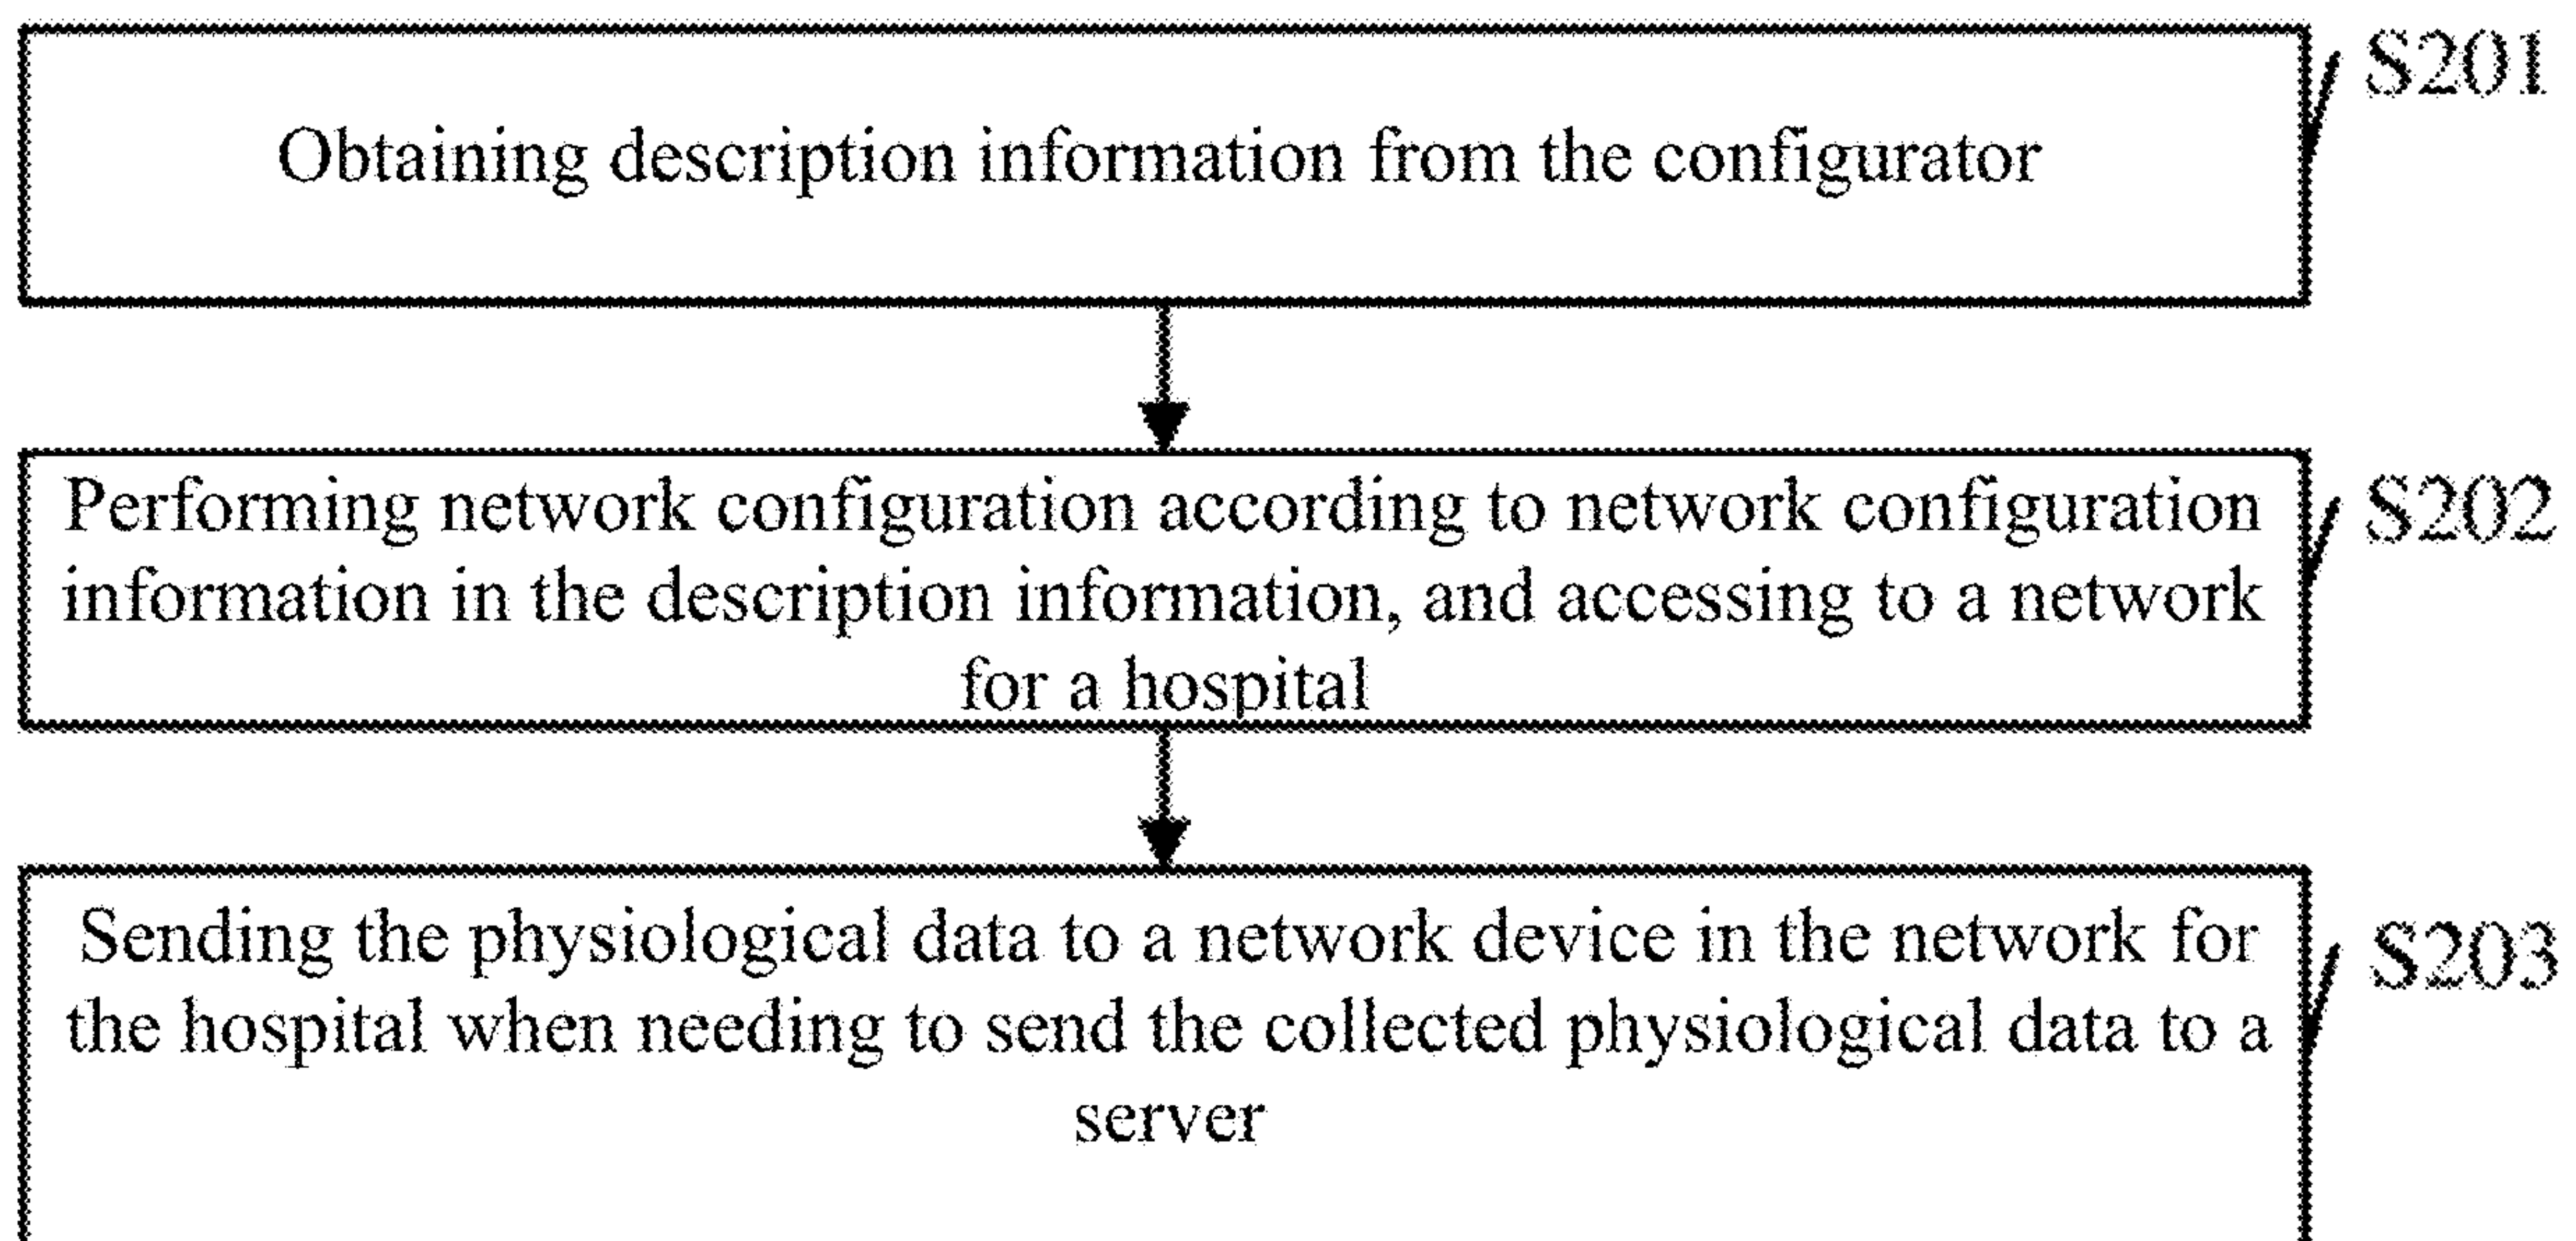 Obtaining description information from the configurator
S201
Performing network configuration according to network configuration
information in the description information, and accessing to a network
for a hospital
S202
Sending the physiological data to a network device in the network for
the hospital when needing to send the collected physiological data to a
server
S203